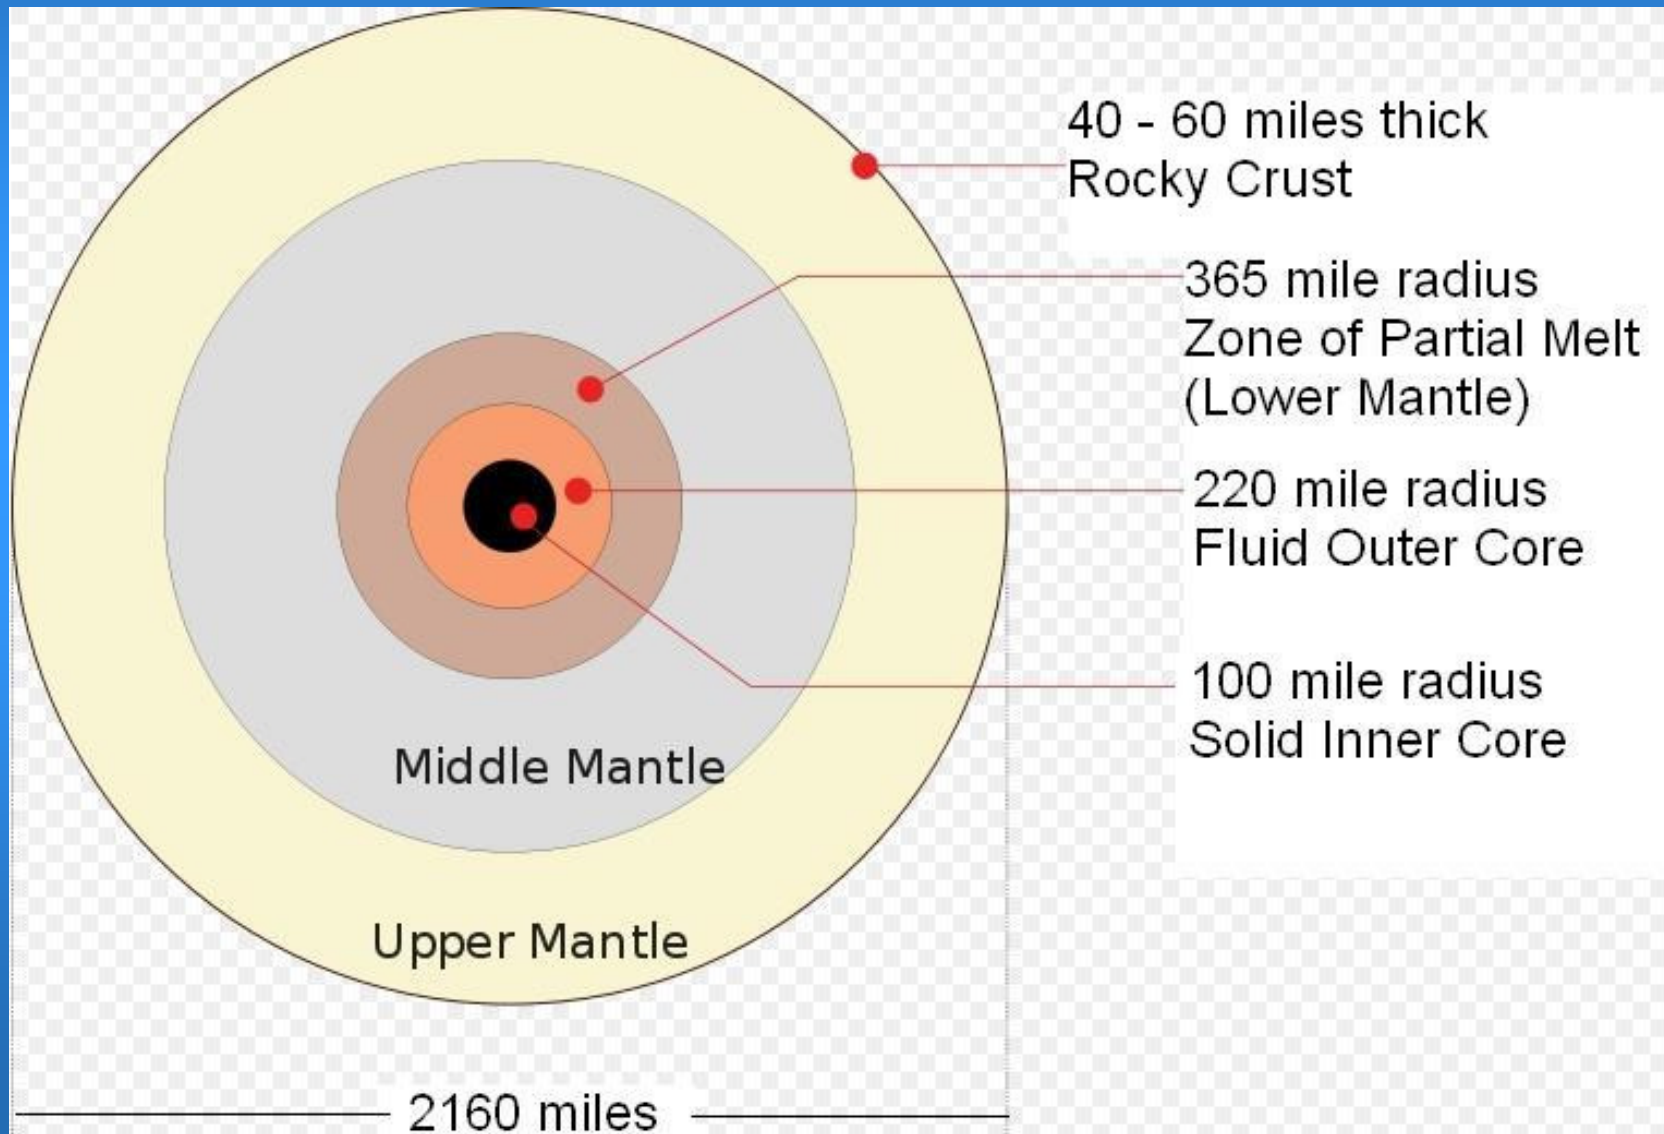 40 - 60 miles thick
Rocky Crust
365 mile radius
Zone of Partial Melt
(Lower Mantle)
220 mile radius
Fluid Outer Core
100 mile radius
Solid Inner Core
Middle Mantle
Upper Mantle
2160 miles